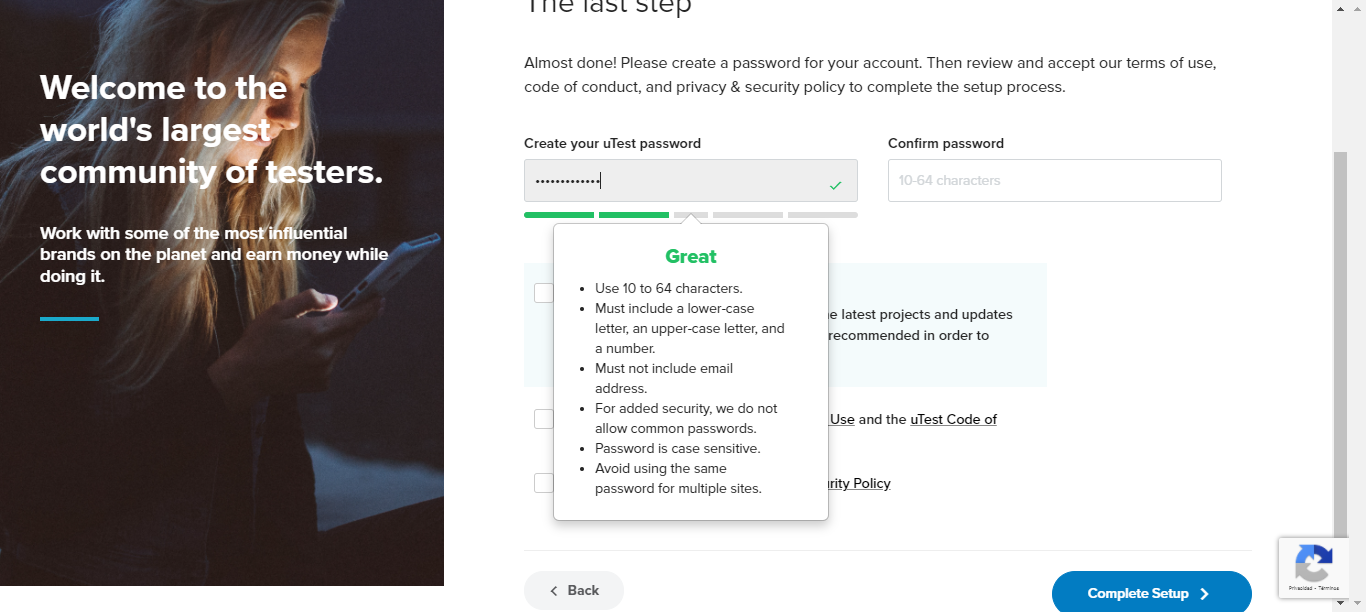 The last step
Welcome to the
world's largest
community of testers.
Work with some of the most influential
brands on the planet and earn money while
doing it.
Almost done! Please create a password for your account. Then review and accept our terms of use,
code of conduct, and privacy & security policy to complete the setup process.
Create your uTest password
Confirm password
•••••••••••••
10-64 characters
Great
• Use 10 to 64 characters.
• Must include a lower-case
letter, an upper-case letter, and
a number.
• Must not include email
address.
• For added security, we do not
allow common passwords.
• Password is case sensitive.
• Avoid using the same
password for multiple sites.
latest projects and updates
recommended in order to
Use and the uTest Code of
Policy
Back
Complete Setup
Privacidad - Términos